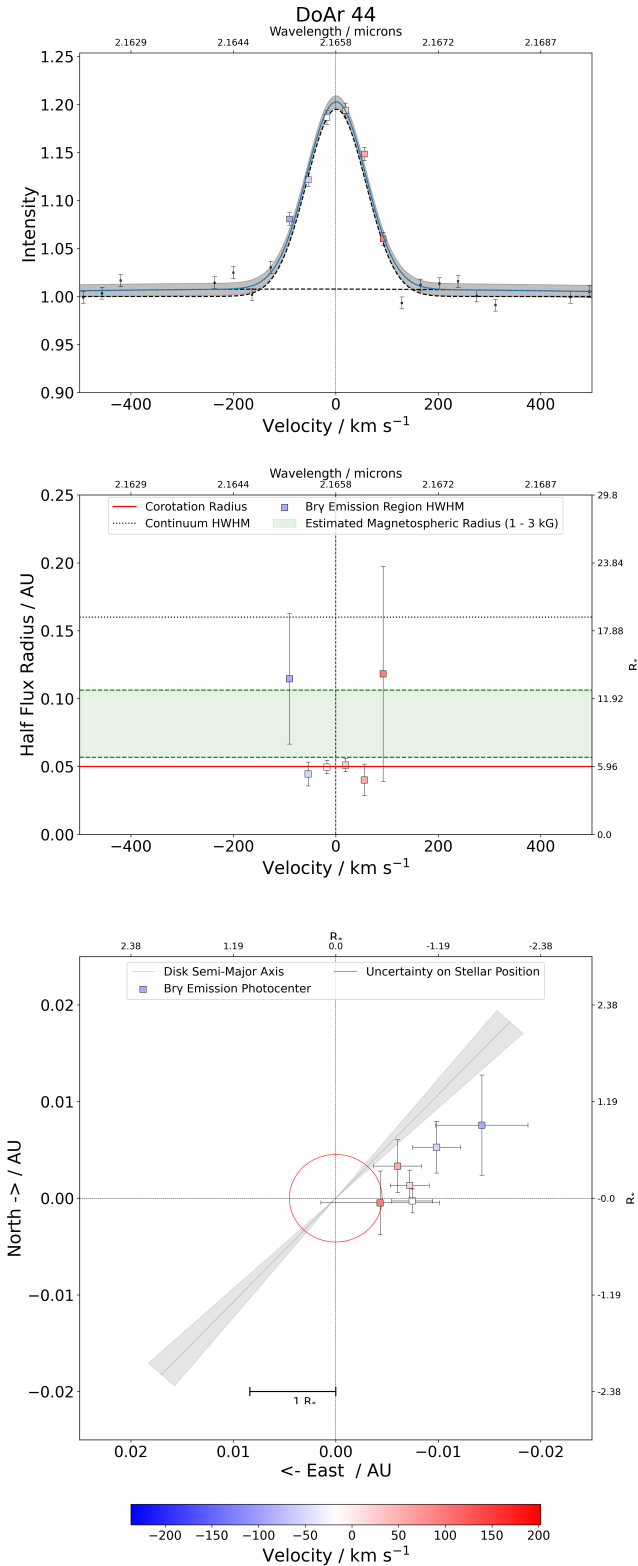 DoAr 44
Wavelength / microns
2.1629 2.1644 2.1658 2.1672 2.1687
1.25
1.20
1.15
1.10
1.05
1.00
0.95
0.90
Intensity
−400 −200 0 200 400
Velocity / km s⁻¹
Wavelength / microns
2.1629 2.1644 2.1658 2.1672 2.1687
Corotation Radius
Continuum HWHM
Brγ Emission Region HWHM
Estimated Magnetospheric Radius (1 - 3 kG)
0.25
0.20
0.15
0.10
0.05
0.00
Half Flux Radius / AU
29.8
23.84
17.88
11.92
5.96
0.0
R*
−400 −200 0 200 400
Velocity / km s⁻¹
R*
2.38 1.19 0.0 -1.19 -2.38
Disk Semi-Major Axis
Brγ Emission Photocenter
Uncertainty on Stellar Position
0.02
0.01
0.00
−0.01
−0.02
North -> / AU
2.38
1.19
-0.0
-1.19
-2.38
R*
1 R*
0.02 0.01 0.00 −0.01 −0.02
<- East / AU
−200 −150 −100 −50 0 50 100 150 200
Velocity / km s⁻¹